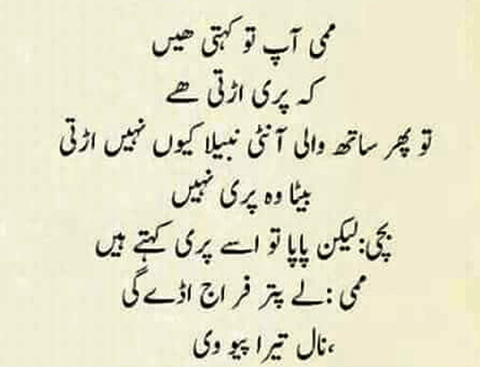 ممی آپ تو کہتی ھیں
کہ پری اڑتی ھے
تو پھر ساتھ والی آنٹی نبیلا کیوں نہیں اڑتی
بیٹا وہ پری نہیں
بچی:لیکن پاپا تو اسے پری کہتے ہیں
ممی :لے پتر فر اج اڈے گی
،نال تیرا پیو وی